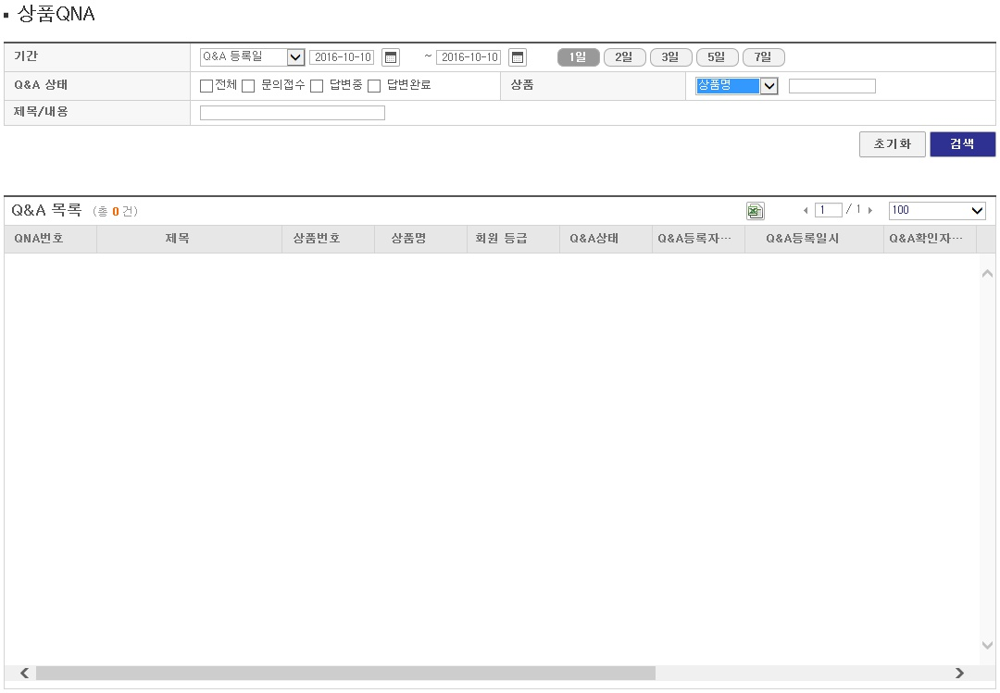 상품QNA
기간 Q&A 등록일 2016-10-10 ~ 2016-10-10 1일 2일 3일 5일 7일
Q&A 상태 전체 문의접수 답변중 답변완료 상품 상품명
제목/내용
초기화 검색
Q&A 목록 (총 0 건) 1 / 1 100
QNA번호 제목 상품번호 상품명 회원 등급 Q&A상태 Q&A등록자… Q&A등록일시 Q&A확인자…